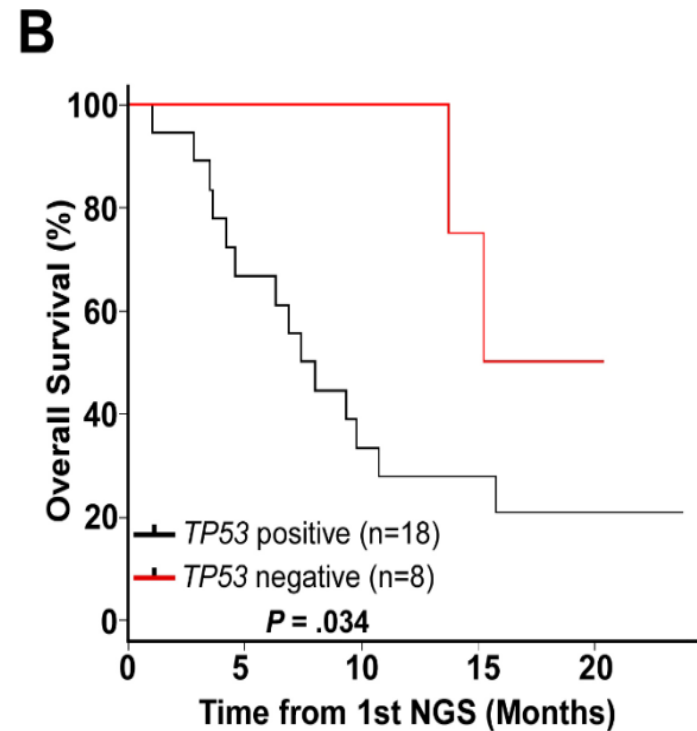 B
Overall Survival (%)
100
80
60
40
20
0
TP53 positive (n=18)
TP53 negative (n=8)
P = .034
0 5 10 15 20
Time from 1st NGS (Months)